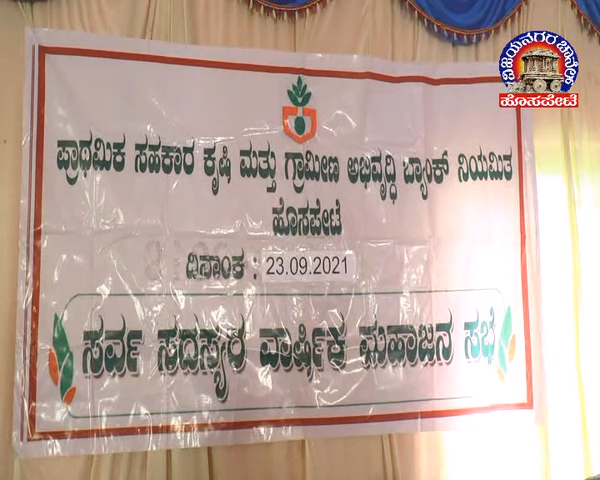 ವಿಜಯನಗರ ಚಾನೆಲ್
ಹೊಸಪೇಟೆ
ಪ್ರಾಥಮಿಕ ಸಹಕಾರ ಕೃಷಿ ಮತ್ತು ಗ್ರಾಮೀಣ ಅಭಿವೃದ್ಧಿ ಬ್ಯಾಂಕ್ ನಿಯಮಿತ
ಹೊಸಪೇಟೆ
ದಿನಾಂಕ : 23.09.2021
ಸರ್ವ ಸದಸ್ಯರ ವಾರ್ಷಿಕ ಮಹಾಜನ ಸಭೆ